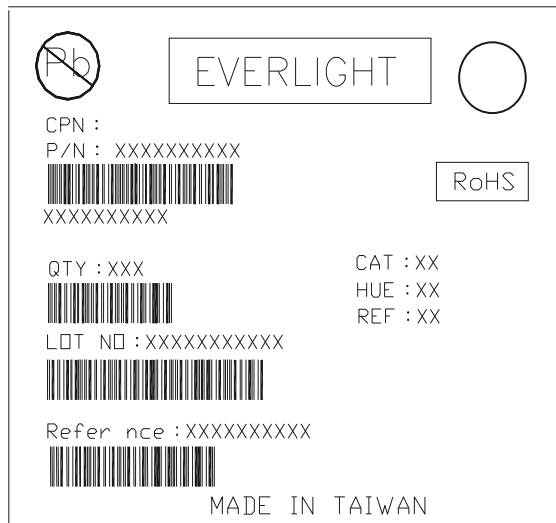 Pb
EVERLIGHT
CPN :
P/N : XXXXXXXXXX
RoHS
XXXXXXXXXX
QTY : XXX
CAT : XX
HUE : XX
REF : XX
LOT NO : XXXXXXXXXXX
Refer nce : XXXXXXXXXX
MADE IN TAIWAN